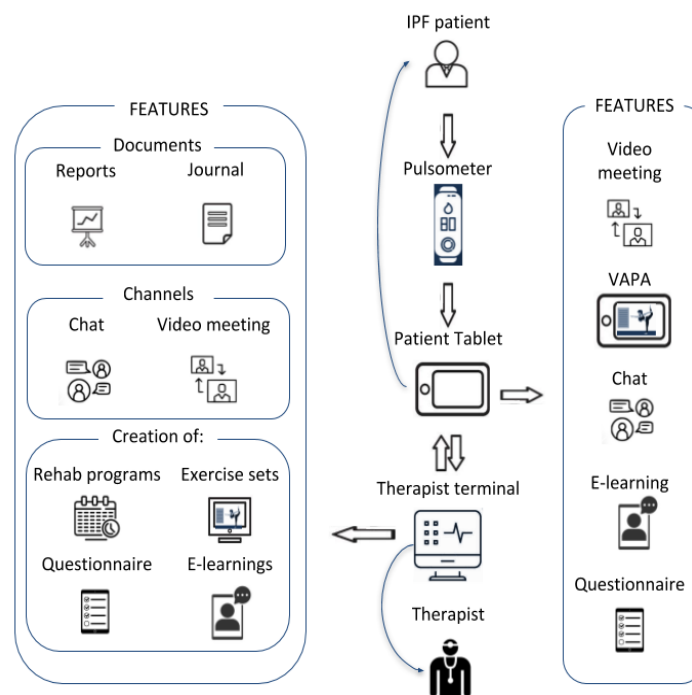 IPF patient
FEATURES
Documents
Reports
Journal
Channels
Chat
Video meeting
Creation of:
Rehab programs
Exercise sets
Questionnaire
E-learnings
Pulsometer
80
Patient Tablet
Therapist terminal
Therapist
FEATURES
Video
meeting
VAPA
Chat
E-learning
Questionnaire